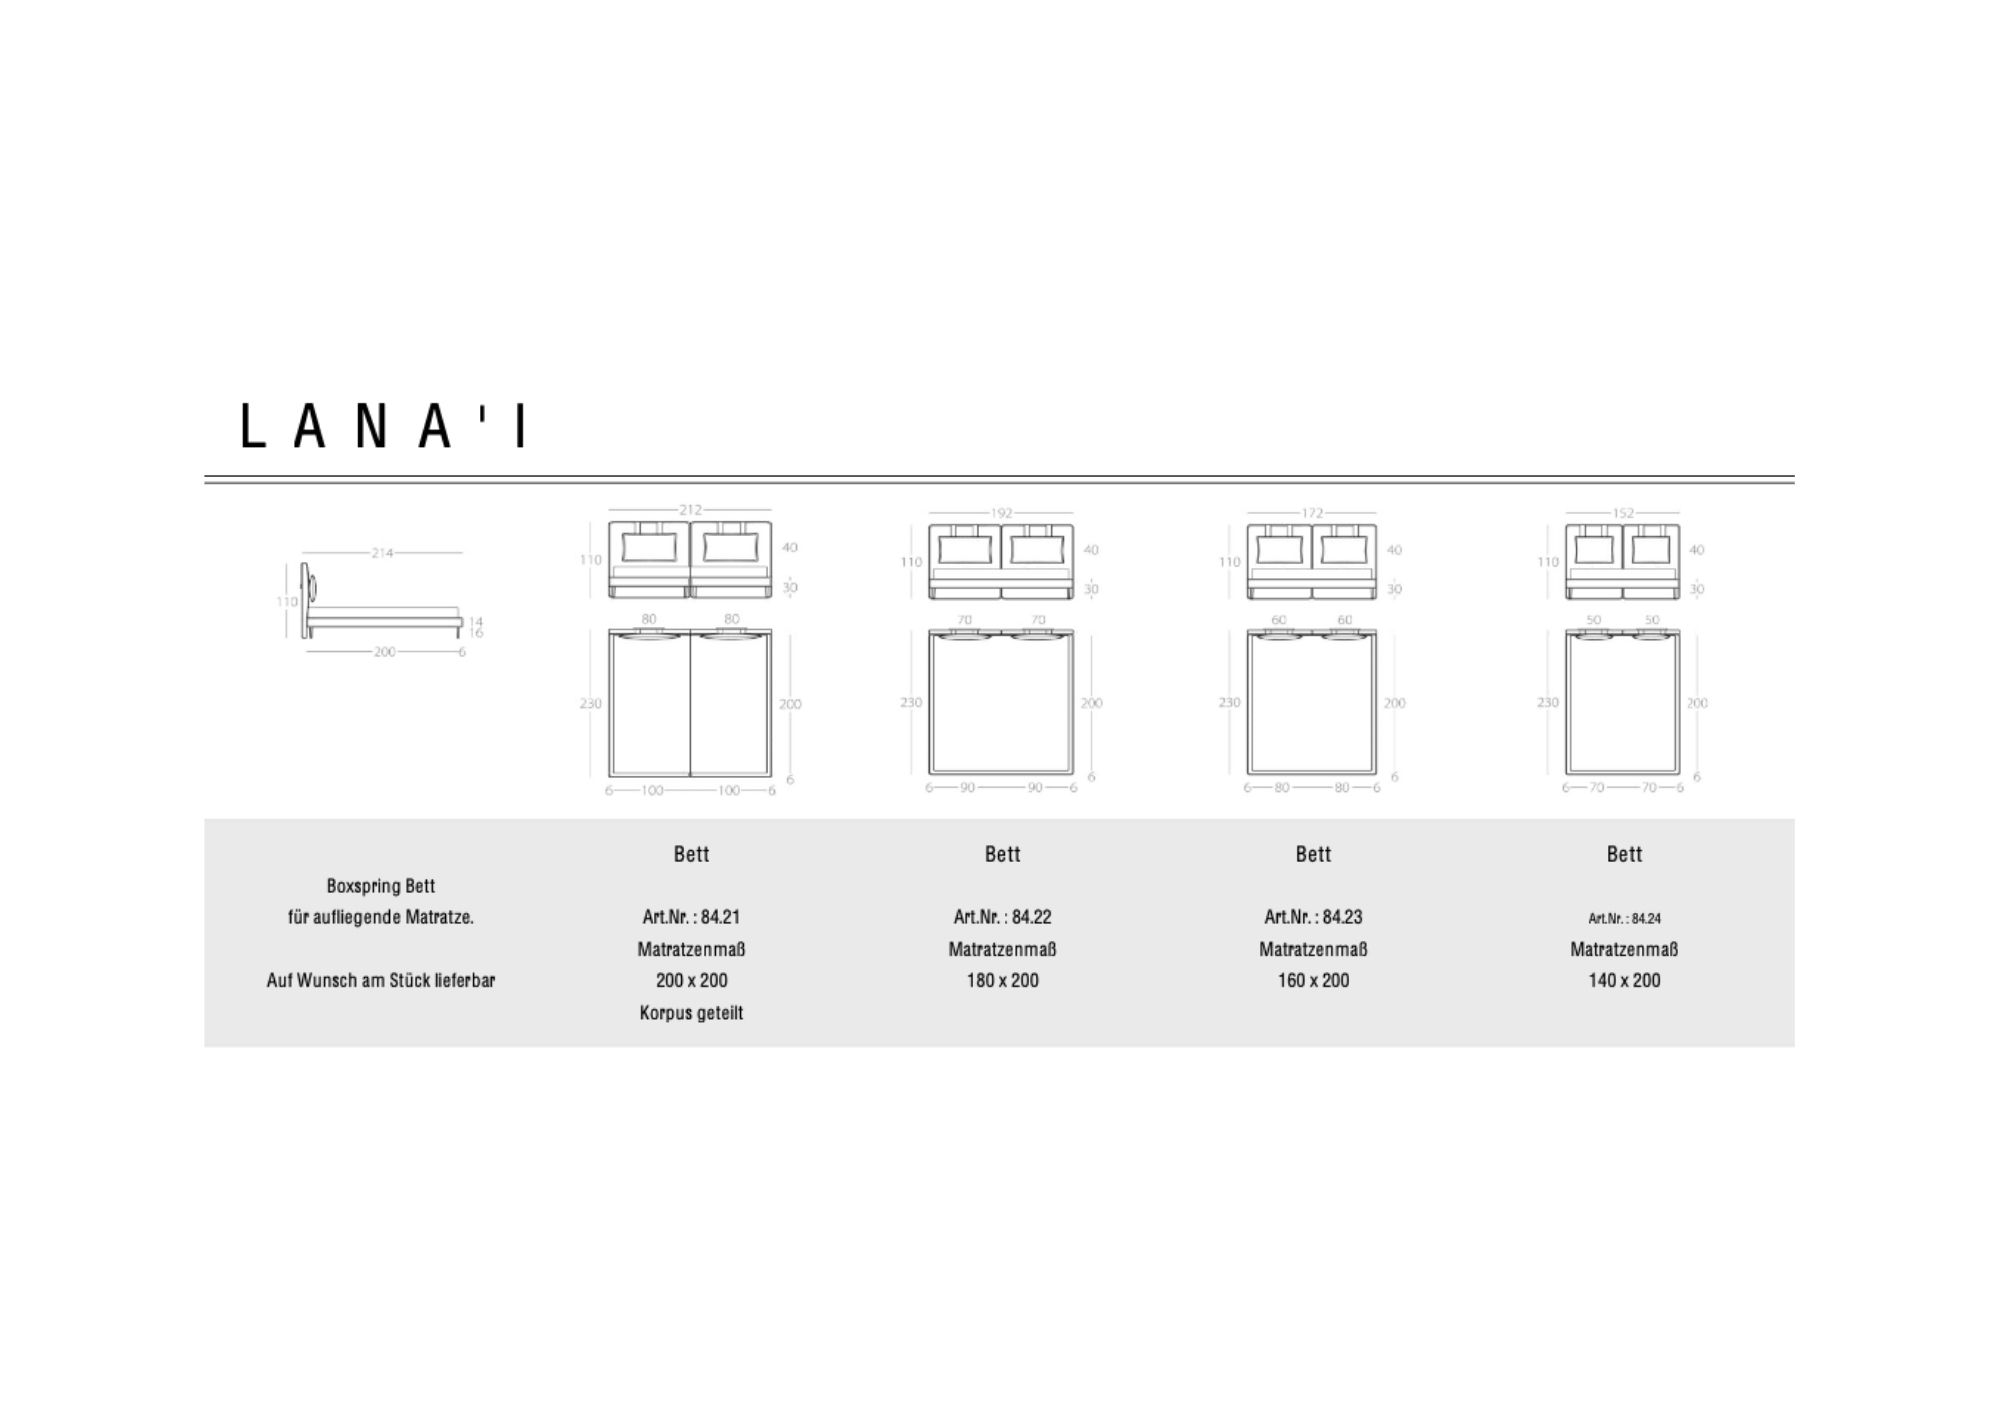 LANA'I
214
110
14
16
200 6
212
110
40
30
80 80
230
200
6
6 100 100 6
192
110
40
30
70 70
230
200
6
6 90 90 6
172
110
40
30
60 60
230
200
6
6 80 80 6
152
110
40
30
50 50
230
200
6
6 70 70 6
Boxspring Bett
für aufliegende Matratze.
Auf Wunsch am Stück lieferbar
Bett
Art.Nr. : 84.21
Matratzenmaß
200 x 200
Korpus geteilt
Bett
Art.Nr. : 84.22
Matratzenmaß
180 x 200
Bett
Art.Nr. : 84.23
Matratzenmaß
160 x 200
Bett
Art.Nr. : 84.24
Matratzenmaß
140 x 200